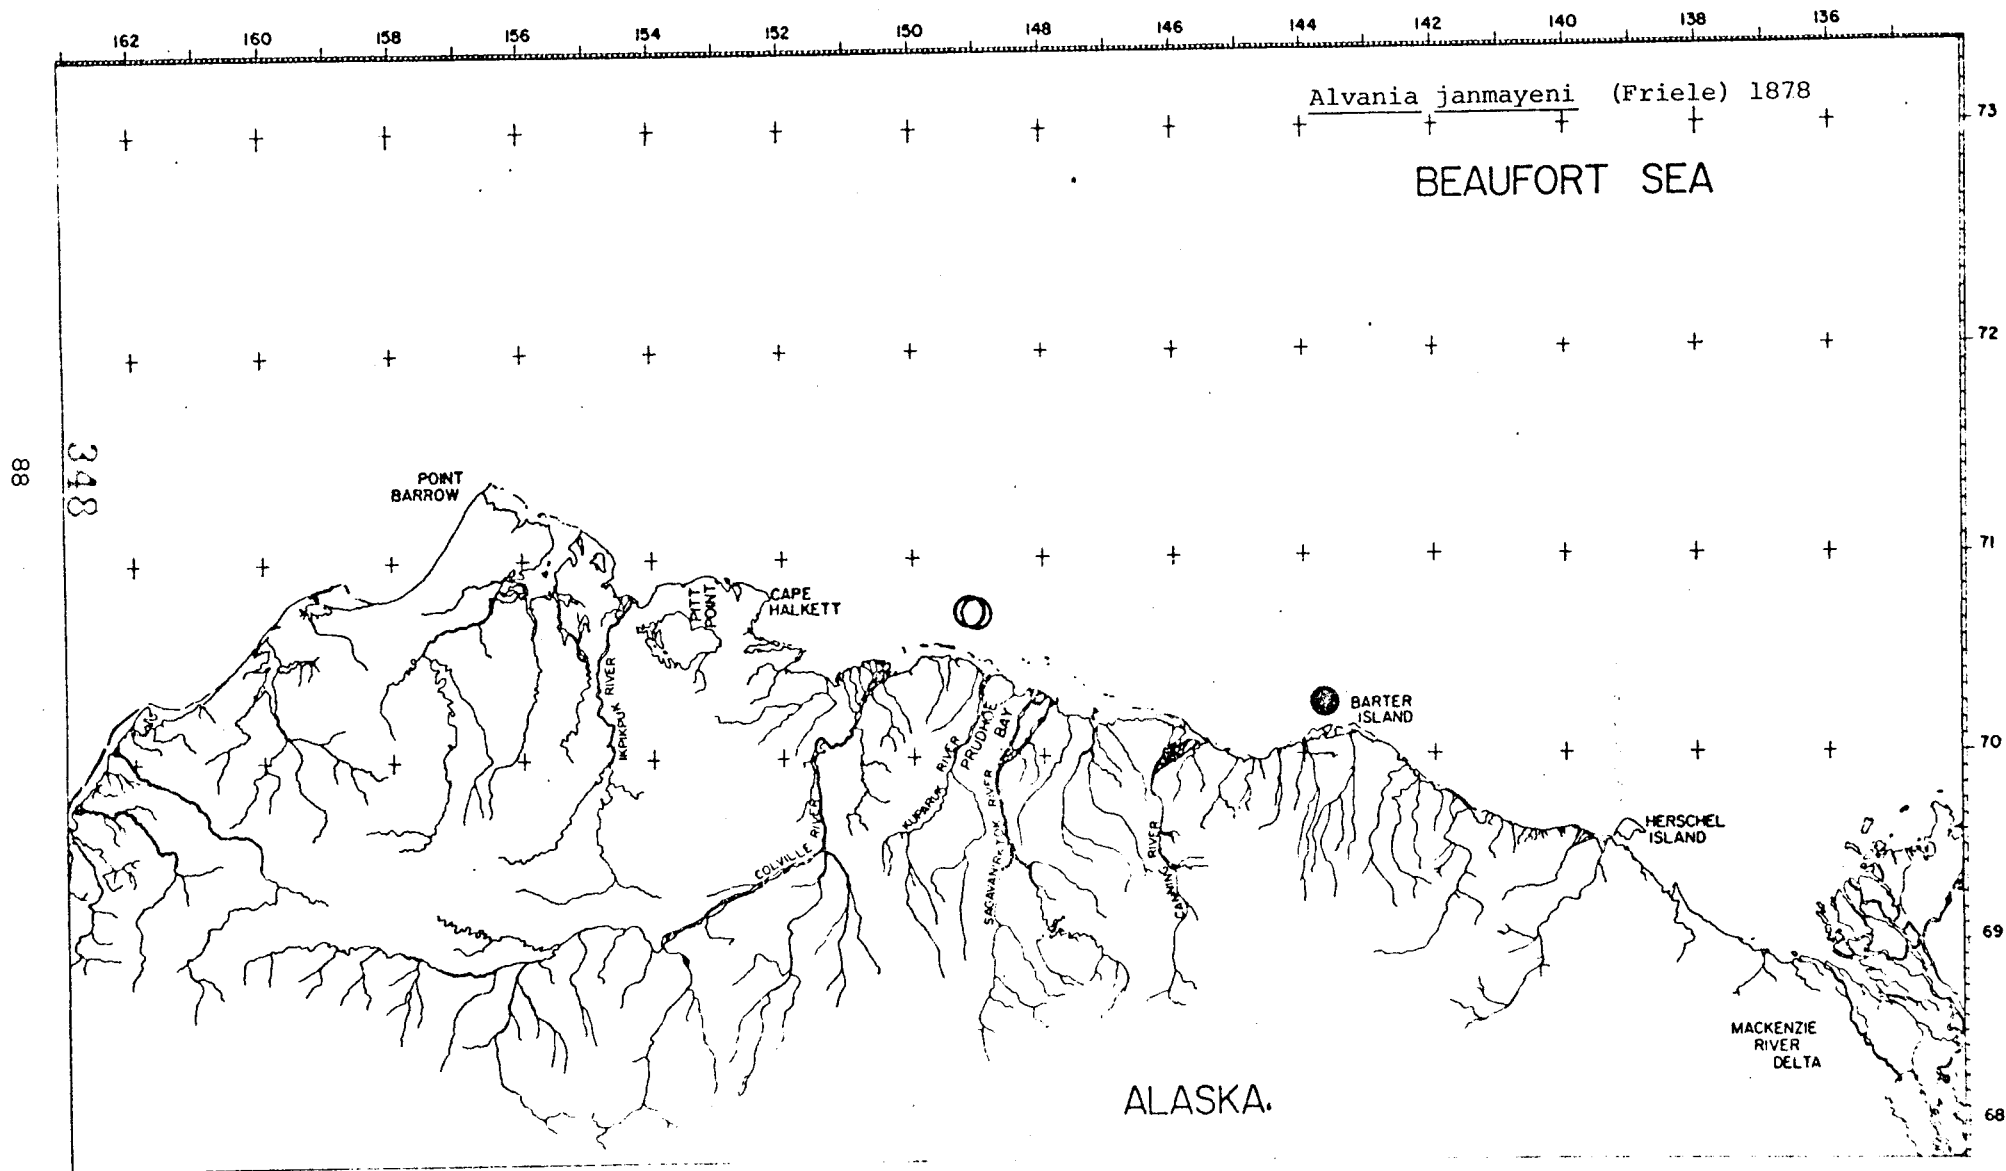 162 160 158 156 154 152 150 148 146 144 142 140 138 136
Alvania janmayeni (Friele) 1878
73
BEAUFORT SEA
72
88
348
POINT
BARROW
71
PITT
POINT
CAPE
HALKETT
BARTER
ISLAND
70
IKPIKPUK RIVER
COLVILLE RIVER
KUPARUK RIVER
PRUDHOE
BAY
SAGAVANIRKTOK RIVER
CANNING RIVER
HERSCHEL
ISLAND
69
MACKENZIE
RIVER
DELTA
ALASKA.
68